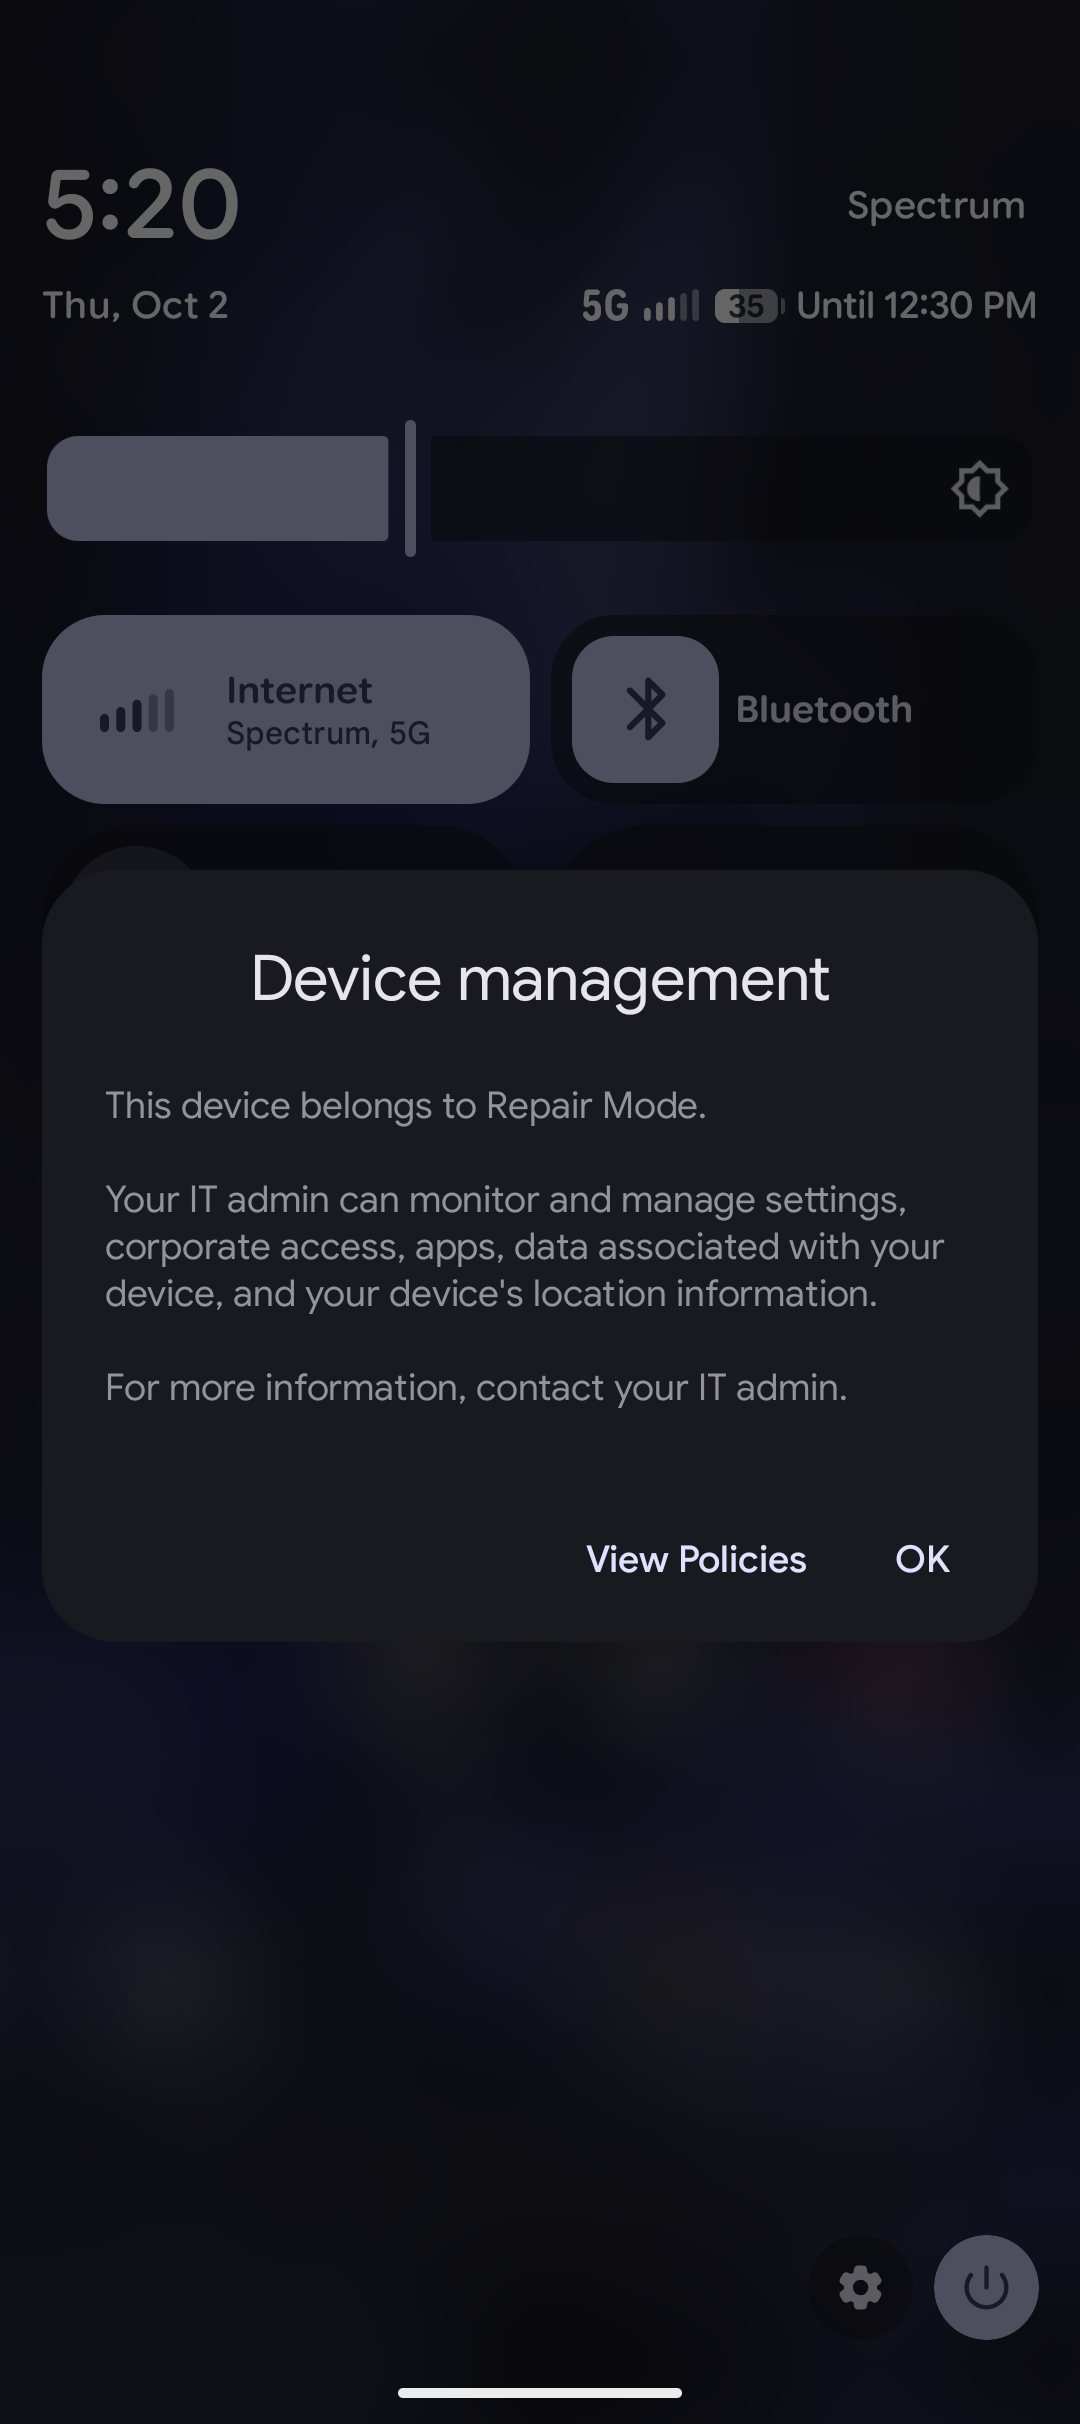 5:20
Spectrum
Thu, Oct 2
5G 35 Until 12:30 PM
Internet
Spectrum, 5G
Bluetooth
Device management
This device belongs to Repair Mode.
Your IT admin can monitor and manage settings,
corporate access, apps, data associated with your
device, and your device's location information.
For more information, contact your IT admin.
View Policies OK